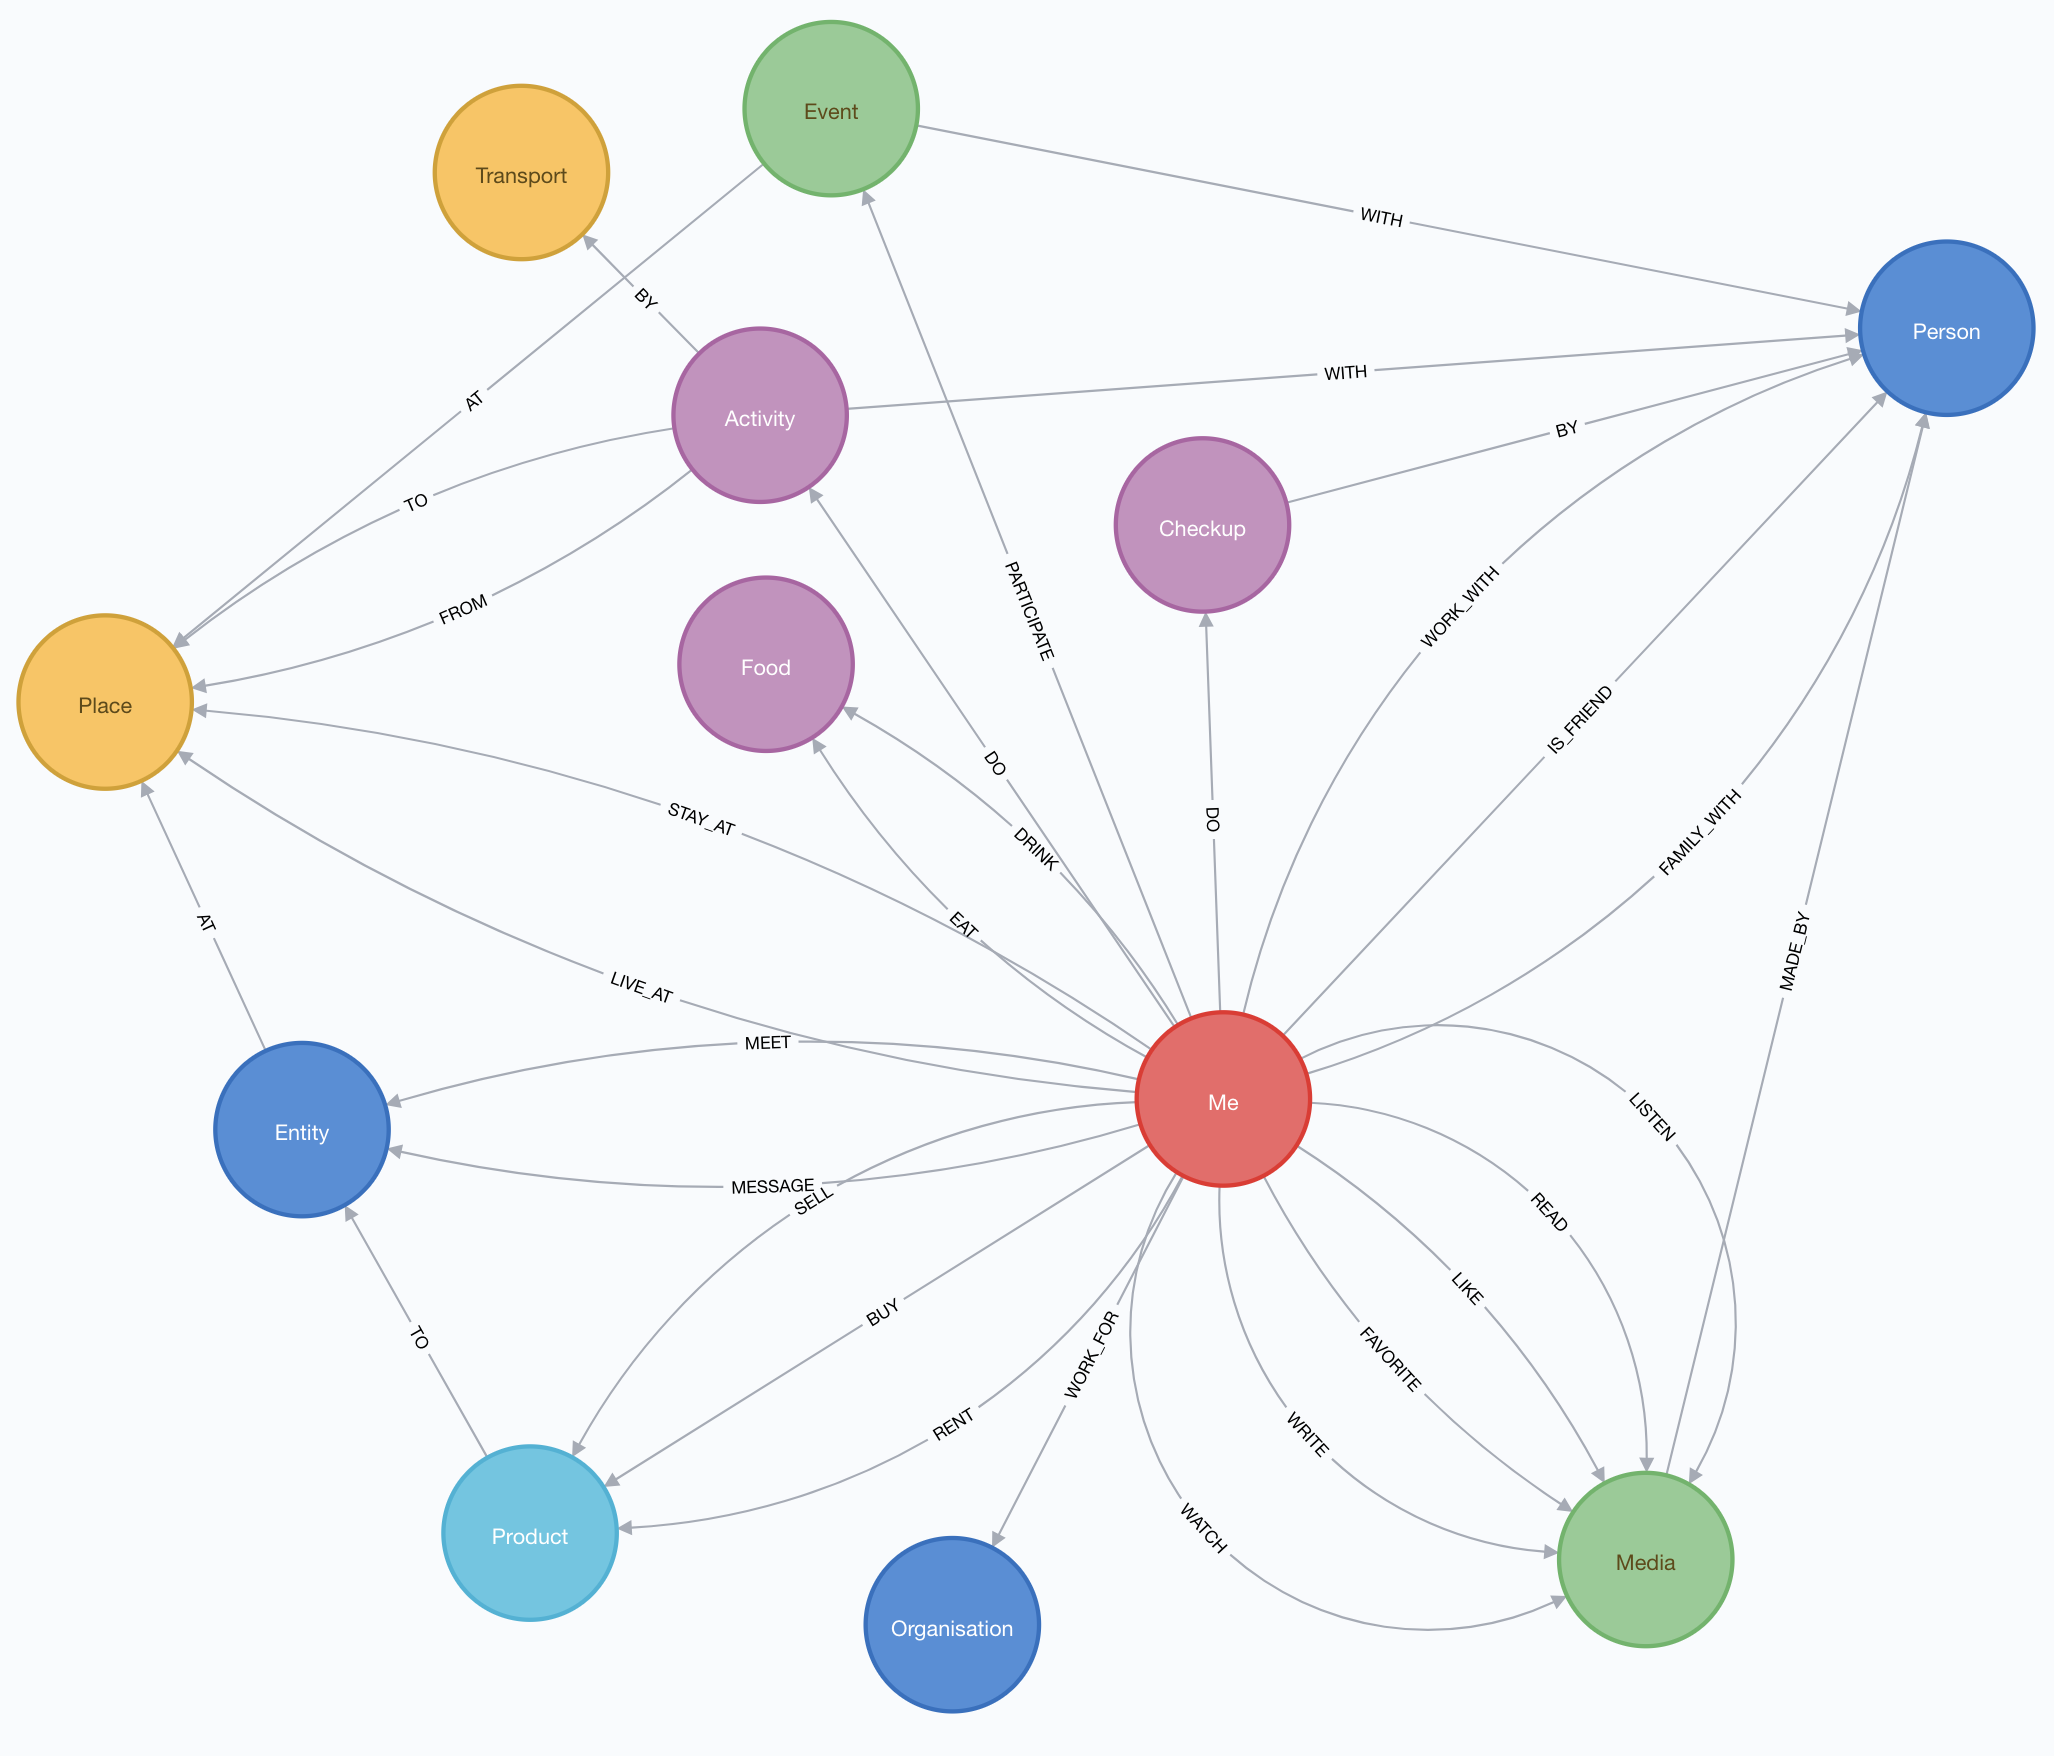 Event
Transport
WITH
BY
Person
WITH
AT
Activity
BY
TO
Checkup
FROM
PARTICIPATE
WORK_WITH
Food
Place
IS_FRIEND
DO
STAY_AT
DO
DRINK
FAMILY_WITH
EAT
AT
MADE_BY
LIVE_AT
MEET
Me
LISTEN
Entity
MESSAGE
SELL
READ
LIKE
BUY
TO
WORK_FOR
FAVORITE
RENT
WRITE
WATCH
Product
Media
Organisation